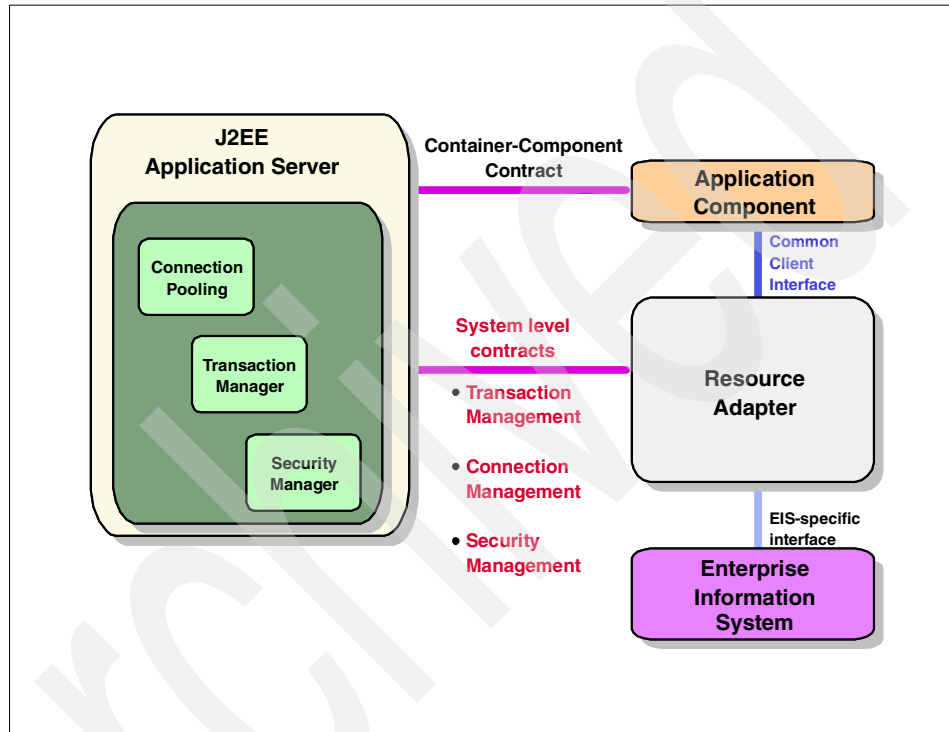 J2EE
Application Server
Connection
Pooling
Transaction
Manager
Security
Manager
Container-Component
Contract
System level
contracts
• Transaction
Management
• Connection
Management
• Security
Management
Application
Component
Common
Client
Interface
Resource
Adapter
EIS-specific
interface
Enterprise
Information
System
rchived